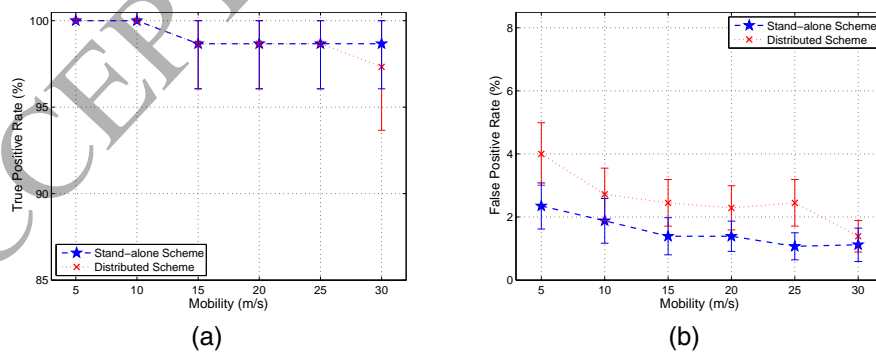 CCEPT
100
95
90
85
True Positive Rate (%)
Stand-alone Scheme
Distributed Scheme
5 10 15 20 25 30
Mobility (m/s)
(a)
8
6
4
2
0
False Positive Rate (%)
Stand-alone Scheme
Distributed Scheme
5 10 15 20 25 30
Mobility (m/s)
(b)